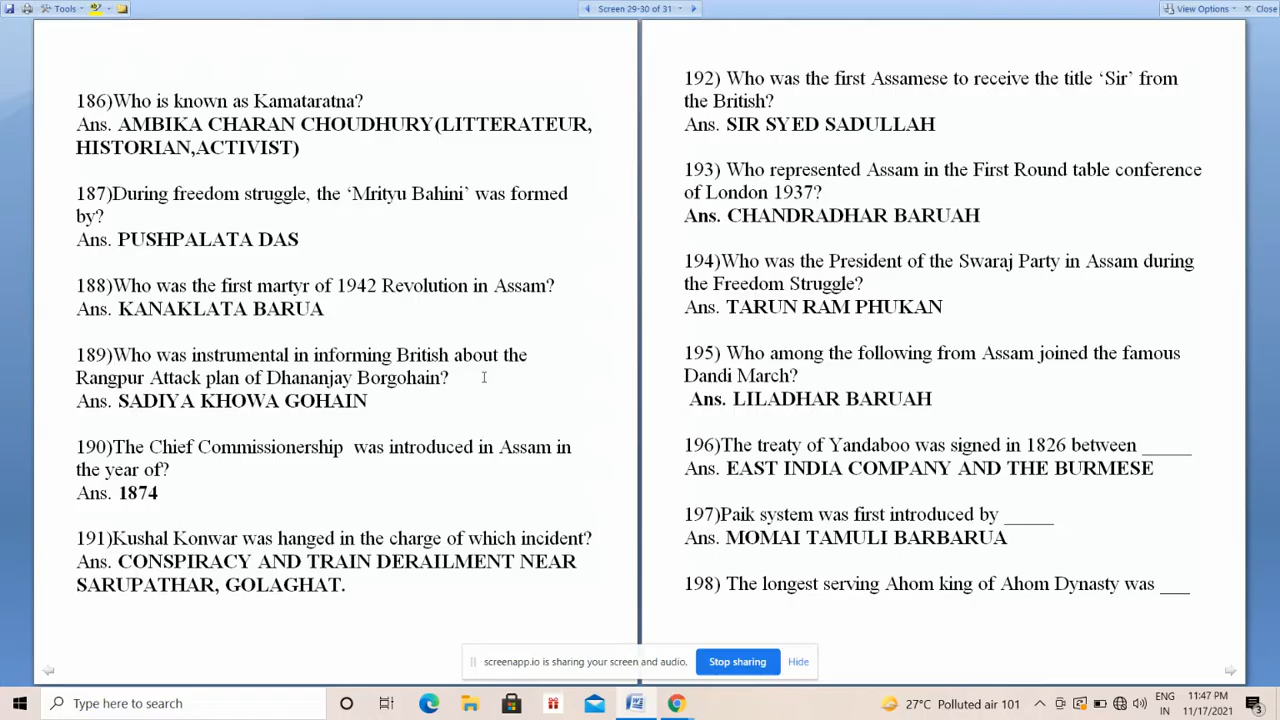 Tools
Screen 29-30 of 31
View Options
Close
186)Who is known as Kamataratna?
Ans. AMBIKA CHARAN CHOUDHURY(LITTERATEUR,
HISTORIAN,ACTIVIST)
187)During freedom struggle, the ‘Mrityu Bahini’ was formed
by?
Ans. PUSHPALATA DAS
188)Who was the first martyr of 1942 Revolution in Assam?
Ans. KANAKLATA BARUA
189)Who was instrumental in informing British about the
Rangpur Attack plan of Dhananjay Borgohain?
Ans. SADIYA KHOWA GOHAIN
190)The Chief Commissionership  was introduced in Assam in
the year of?
Ans. 1874
191)Kushal Konwar was hanged in the charge of which incident?
Ans. CONSPIRACY AND TRAIN DERAILMENT NEAR
SARUPATHAR, GOLAGHAT.
192) Who was the first Assamese to receive the title ‘Sir’ from
the British?
Ans. SIR SYED SADULLAH
193) Who represented Assam in the First Round table conference
of London 1937?
Ans. CHANDRADHAR BARUAH
194)Who was the President of the Swaraj Party in Assam during
the Freedom Struggle?
Ans. TARUN RAM PHUKAN
195) Who among the following from Assam joined the famous
Dandi March?
Ans. LILADHAR BARUAH
196)The treaty of Yandaboo was signed in 1826 between _____
Ans. EAST INDIA COMPANY AND THE BURMESE
197)Paik system was first introduced by _____
Ans. MOMAI TAMULI BARBARUA
198) The longest serving Ahom king of Ahom Dynasty was ___
screenapp.io is sharing your screen and audio.
Stop sharing
Hide
Type here to search
27°C Polluted air 101
ENG
IN
11:47 PM
11/17/2021
3